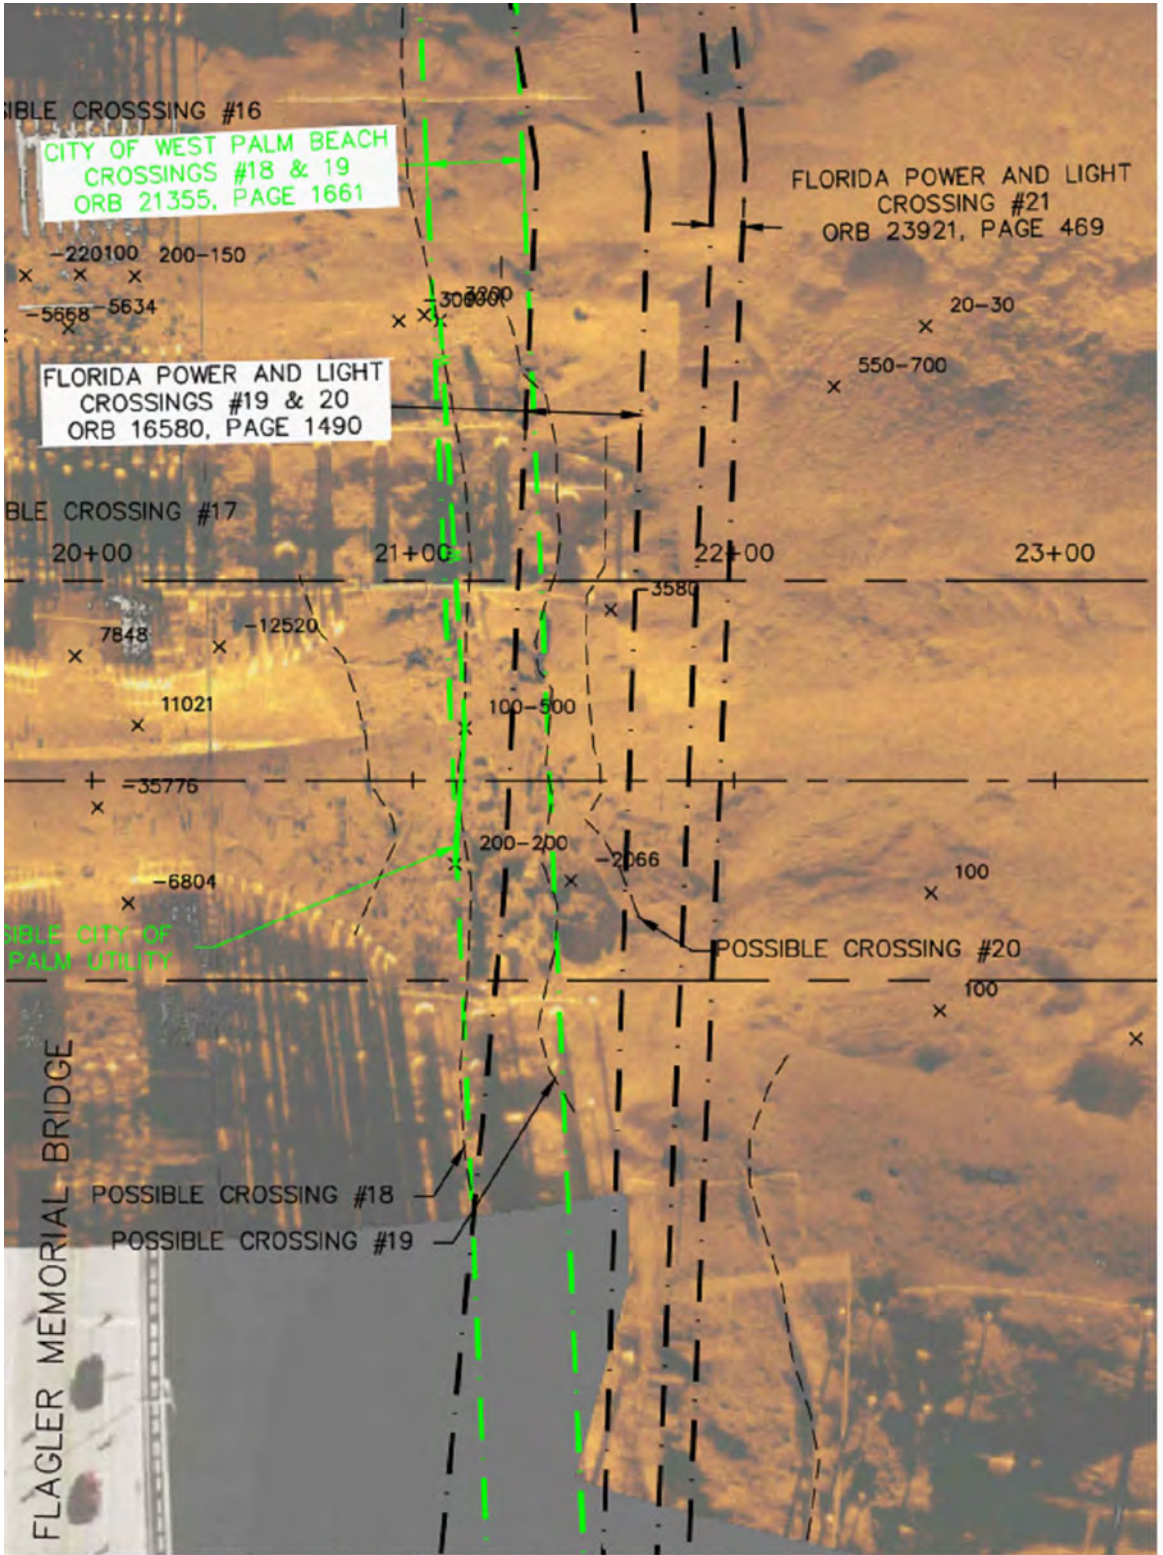 SIBLE CROSSSING #16
CITY OF WEST PALM BEACH
CROSSINGS #18 & 19
ORB 21355, PAGE 1661
FLORIDA POWER AND LIGHT
CROSSING #21
ORB 23921, PAGE 469
-220100 200-150
-3200
-5668 -5634
20-30
550-700
FLORIDA POWER AND LIGHT
CROSSINGS #19 & 20
ORB 16580, PAGE 1490
BLE CROSSING #17
20+00 21+00 22+00 23+00
-3580
7848 -12520
11021
100-500
-35776
200-200
-2066
-6804
100
SIBLE CITY OF
PALM UTILITY
POSSIBLE CROSSING #20
100
POSSIBLE CROSSING #18
POSSIBLE CROSSING #19
FLAGLER MEMORIAL BRIDGE